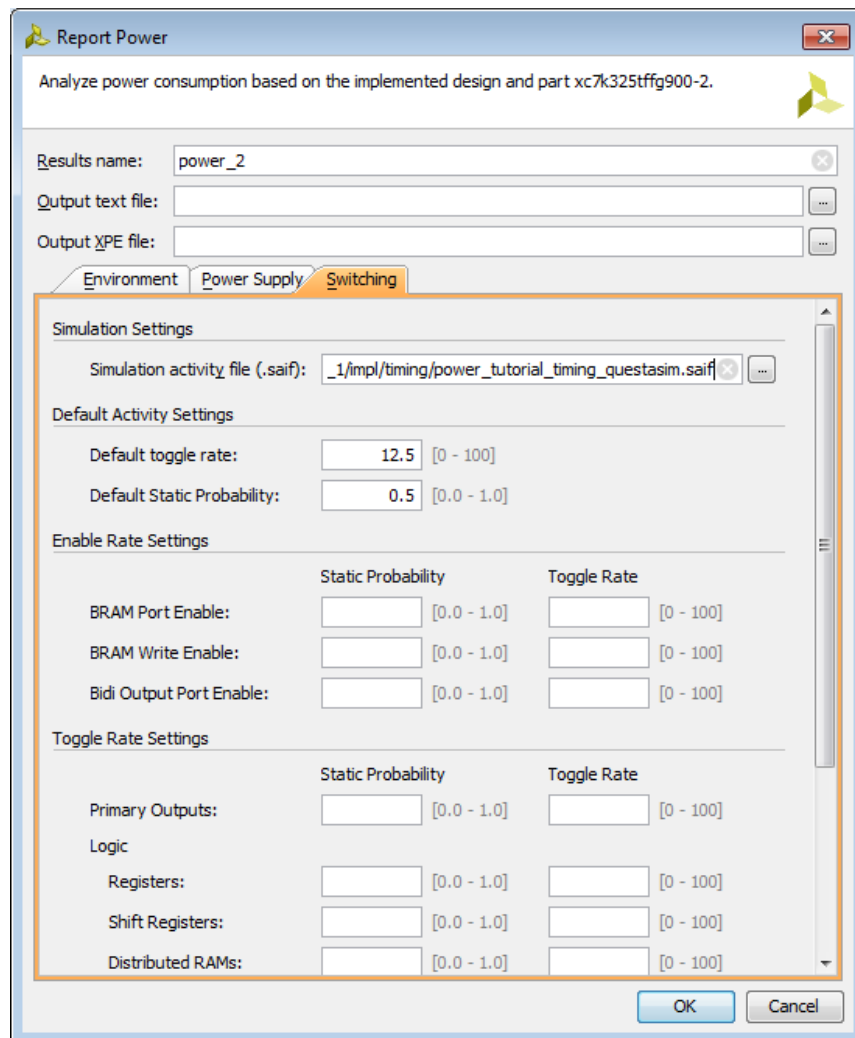 Report Power
Analyze power consumption based on the implemented design and part xc7k325tffg900-2.
Results name: power_2
Output text file: ...
Output XPE file: ...
Environment Power Supply Switching
Simulation Settings
Simulation activity file (.saif): _1/impl/timing/power_tutorial_timing_questasim.saif ...
Default Activity Settings
Default toggle rate: 12.5 [0 - 100]
Default Static Probability: 0.5 [0.0 - 1.0]
Enable Rate Settings
Static Probability Toggle Rate
BRAM Port Enable: [0.0 - 1.0] [0 - 100]
BRAM Write Enable: [0.0 - 1.0] [0 - 100]
Bidi Output Port Enable: [0.0 - 1.0] [0 - 100]
Toggle Rate Settings
Static Probability Toggle Rate
Primary Outputs: [0.0 - 1.0] [0 - 100]
Logic
Registers: [0.0 - 1.0] [0 - 100]
Shift Registers: [0.0 - 1.0] [0 - 100]
Distributed RAMs: [0.0 - 1.0] [0 - 100]
OK Cancel